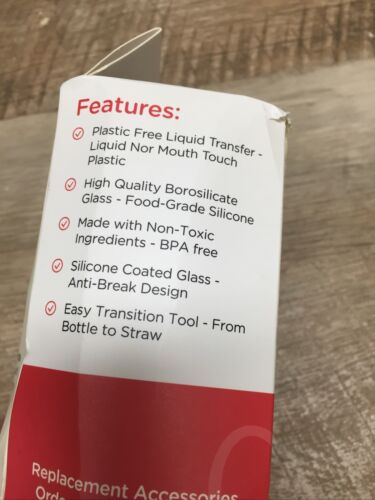 Features:
Plastic Free Liquid Transfer -
Liquid Nor Mouth Touch
Plastic
High Quality Borosilicate
Glass - Food-Grade Silicone
Made with Non-Toxic
Ingredients - BPA free
Silicone Coated Glass -
Anti-Break Design
Easy Transition Tool - From
Bottle to Straw
Replacement Accessories